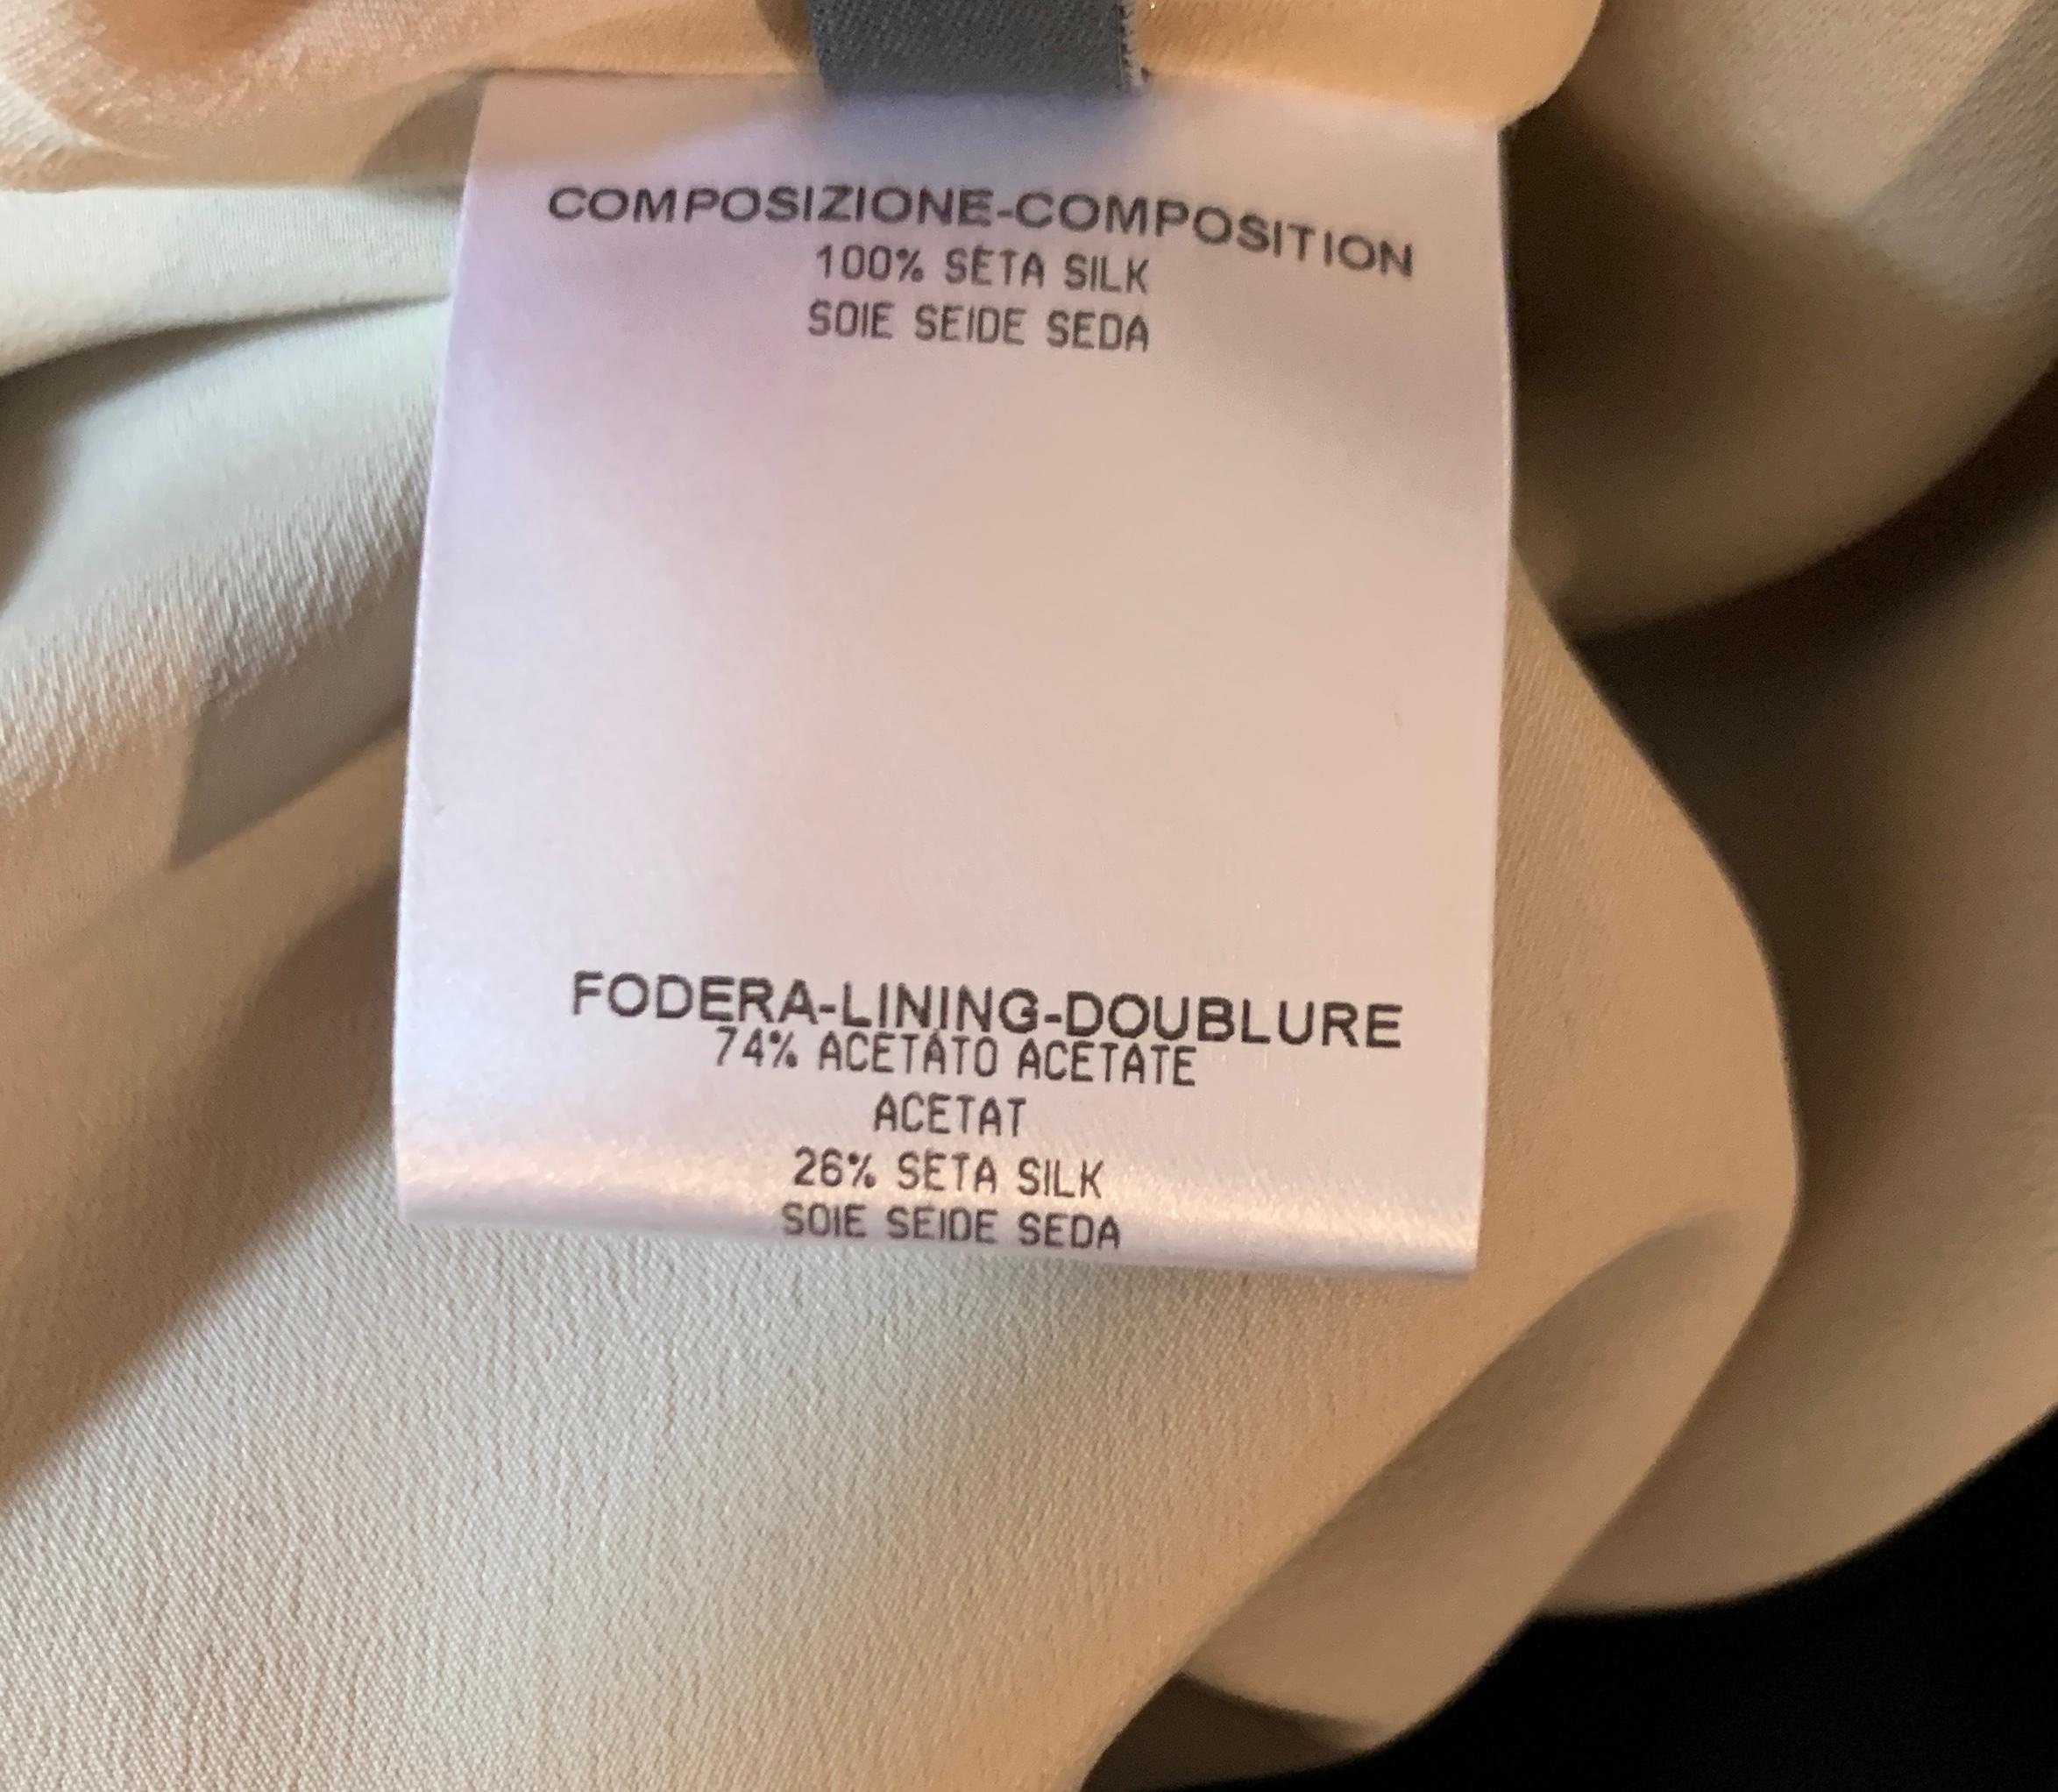 COMPOSIZIONE-COMPOSITION
100% SETA SILK
SOIE SEIDE SEDA
FODERA-LINING-DOUBLURE
74% ACETATO ACETATE
ACETAT
26% SETA SILK
SOIE SEIDE SEDA